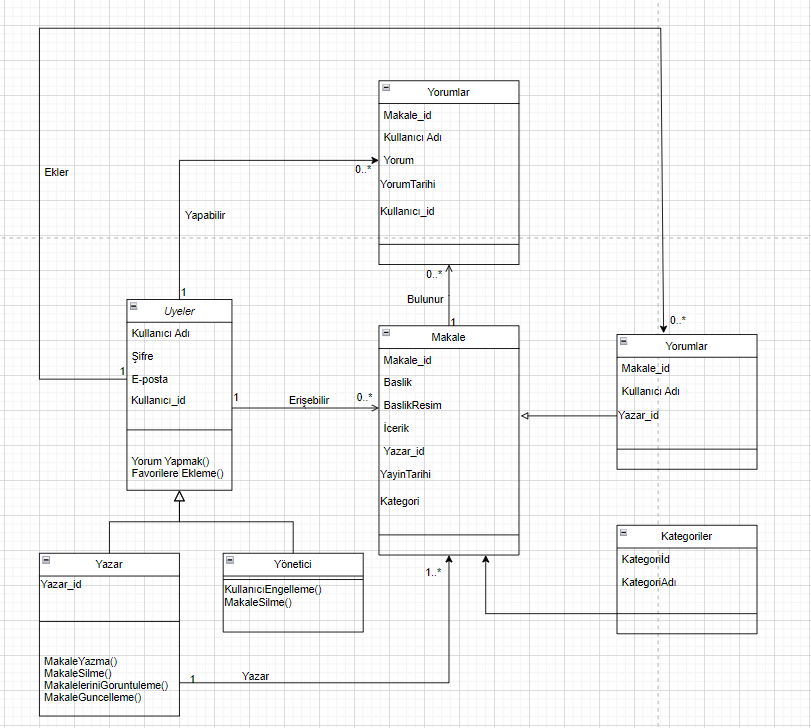 Yorumlar
Makale_id
Kullanıcı Adı
Yorum
YorumTarihi
Kullanıcı_id
0..*
Ekler
Yapabilir
1
0..*
Bulunur
1
Uyeler
Kullanıcı Adı
Şifre
E-posta
Kullanıcı_id
Yorum Yapmak()
Favorilere Ekleme()
1
1
Erişebilir
0..*
Makale
Makale_id
Baslik
BaslikResim
İcerik
Yazar_id
YayinTarihi
Kategori
0..*
Yorumlar
Makale_id
Kullanıcı Adı
Yazar_id
Kategoriler
KategoriId
KategoriAdı
Yazar
Yazar_id
MakaleYazma()
MakaleSilme()
MakaleleriniGoruntuleme()
MakaleGuncelleme()
Yönetici
KullanıcıEngelleme()
MakaleSilme()
1..*
1
Yazar